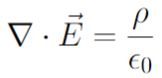 ∇ · E⃗ = ρ/ϵ₀